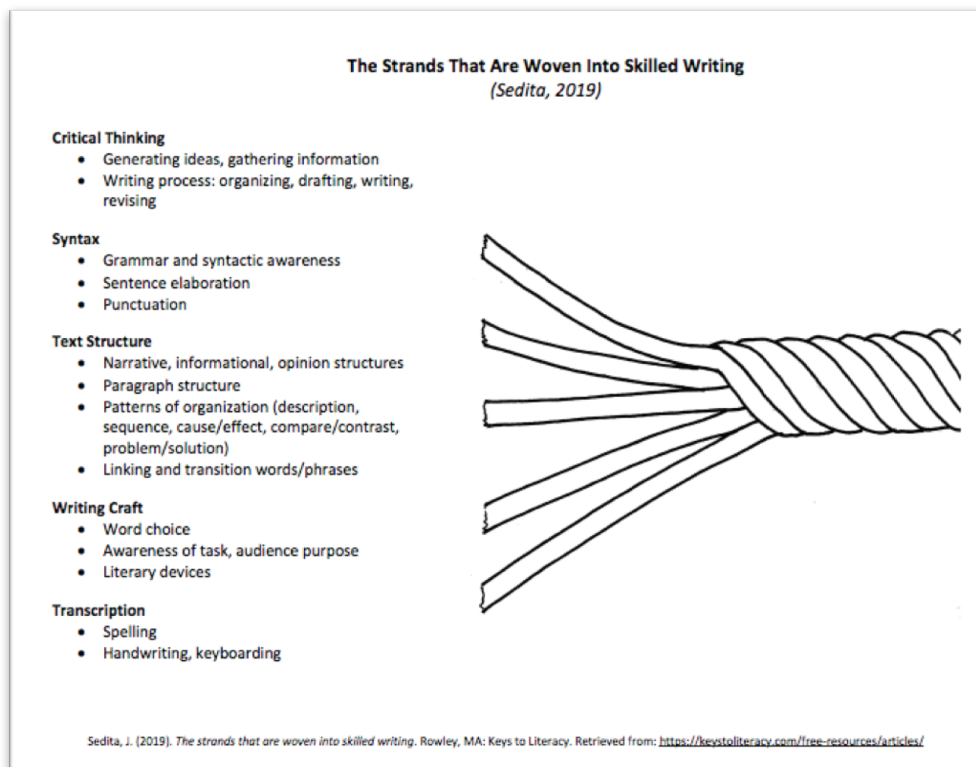 The Strands That Are Woven Into Skilled Writing
(Sedita, 2019)
Critical Thinking
• Generating ideas, gathering information
• Writing process: organizing, drafting, writing,
revising
Syntax
• Grammar and syntactic awareness
• Sentence elaboration
• Punctuation
Text Structure
• Narrative, informational, opinion structures
• Paragraph structure
• Patterns of organization (description,
sequence, cause/effect, compare/contrast,
problem/solution)
• Linking and transition words/phrases
Writing Craft
• Word choice
• Awareness of task, audience purpose
• Literary devices
Transcription
• Spelling
• Handwriting, keyboarding
Sedita, J. (2019). The strands that are woven into skilled writing. Rowley, MA: Keys to Literacy. Retrieved from: https://keystoliteracy.com/free-resources/articles/